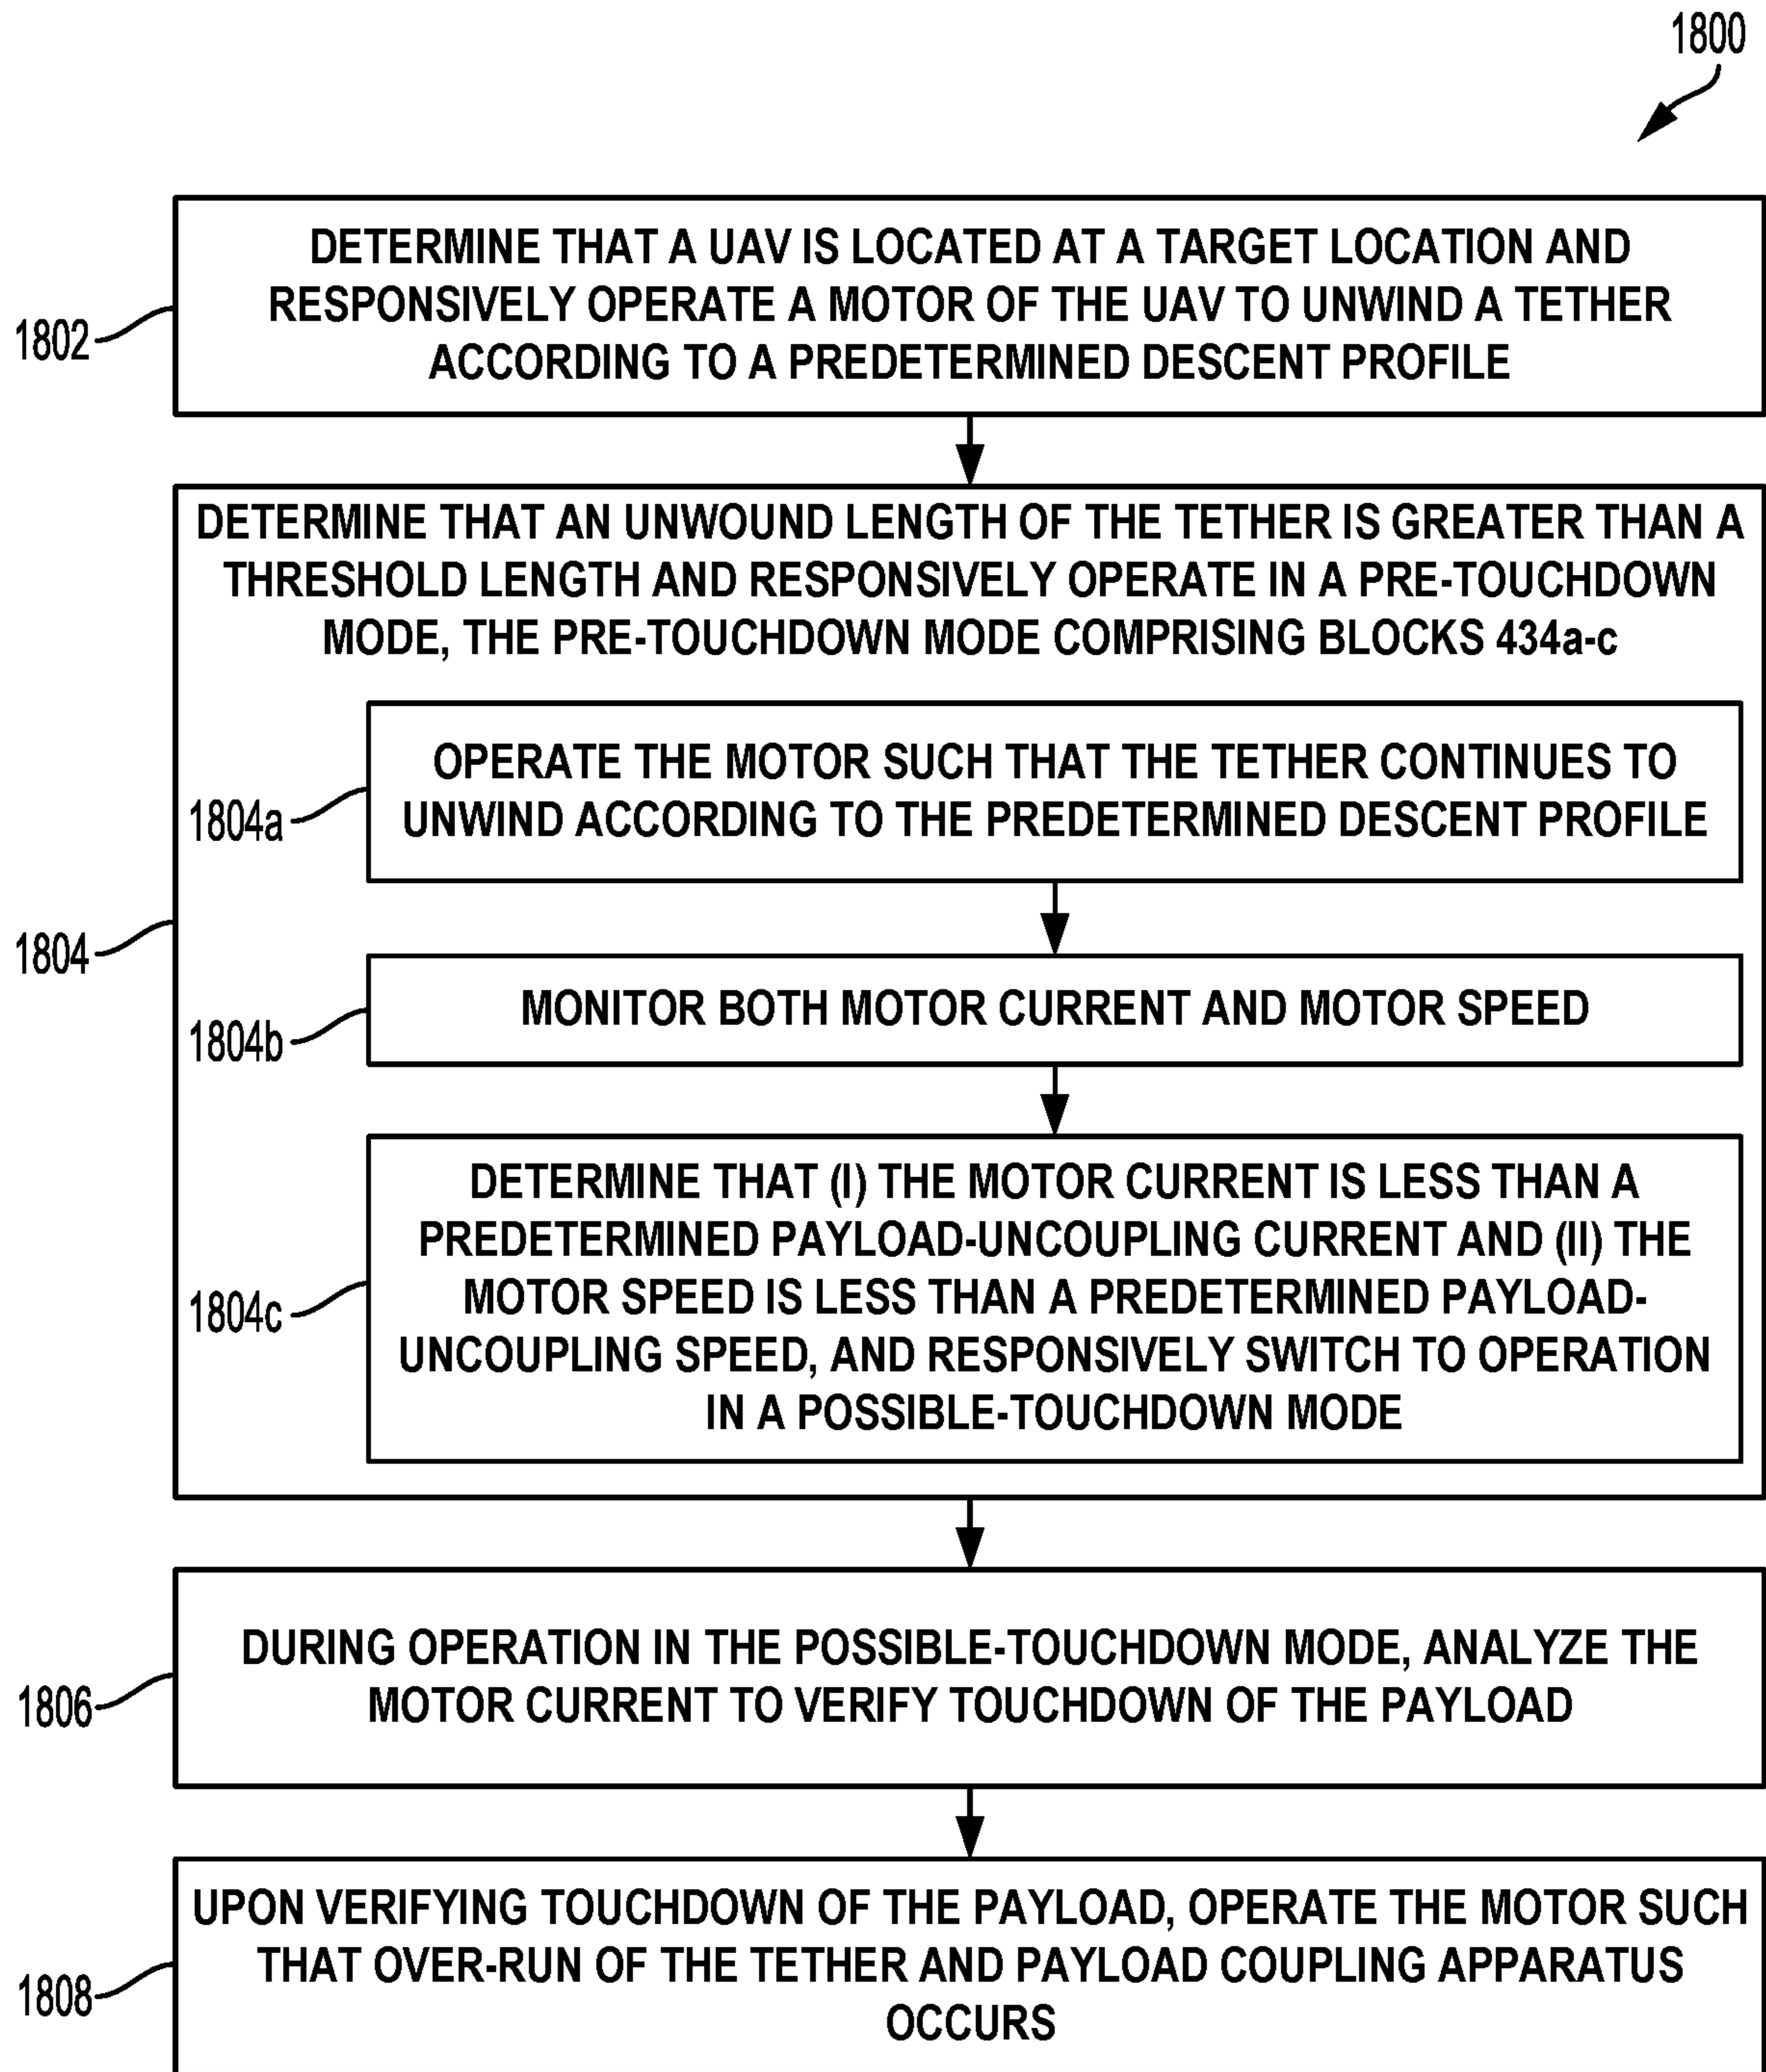 1800
DETERMINE THAT A UAV IS LOCATED AT A TARGET LOCATION AND
RESPONSIVELY OPERATE A MOTOR OF THE UAV TO UNWIND A TETHER
ACCORDING TO A PREDETERMINED DESCENT PROFILE
1802
DETERMINE THAT AN UNWOUND LENGTH OF THE TETHER IS GREATER THAN A
THRESHOLD LENGTH AND RESPONSIVELY OPERATE IN A PRE-TOUCHDOWN
MODE, THE PRE-TOUCHDOWN MODE COMPRISING BLOCKS 434a-c
1804
OPERATE THE MOTOR SUCH THAT THE TETHER CONTINUES TO
UNWIND ACCORDING TO THE PREDETERMINED DESCENT PROFILE
1804a
MONITOR BOTH MOTOR CURRENT AND MOTOR SPEED
1804b
DETERMINE THAT (I) THE MOTOR CURRENT IS LESS THAN A
PREDETERMINED PAYLOAD-UNCOUPLING CURRENT AND (II) THE
MOTOR SPEED IS LESS THAN A PREDETERMINED PAYLOAD-
UNCOUPLING SPEED, AND RESPONSIVELY SWITCH TO OPERATION
IN A POSSIBLE-TOUCHDOWN MODE
1804c
DURING OPERATION IN THE POSSIBLE-TOUCHDOWN MODE, ANALYZE THE
MOTOR CURRENT TO VERIFY TOUCHDOWN OF THE PAYLOAD
1806
UPON VERIFYING TOUCHDOWN OF THE PAYLOAD, OPERATE THE MOTOR SUCH
THAT OVER-RUN OF THE TETHER AND PAYLOAD COUPLING APPARATUS
OCCURS
1808